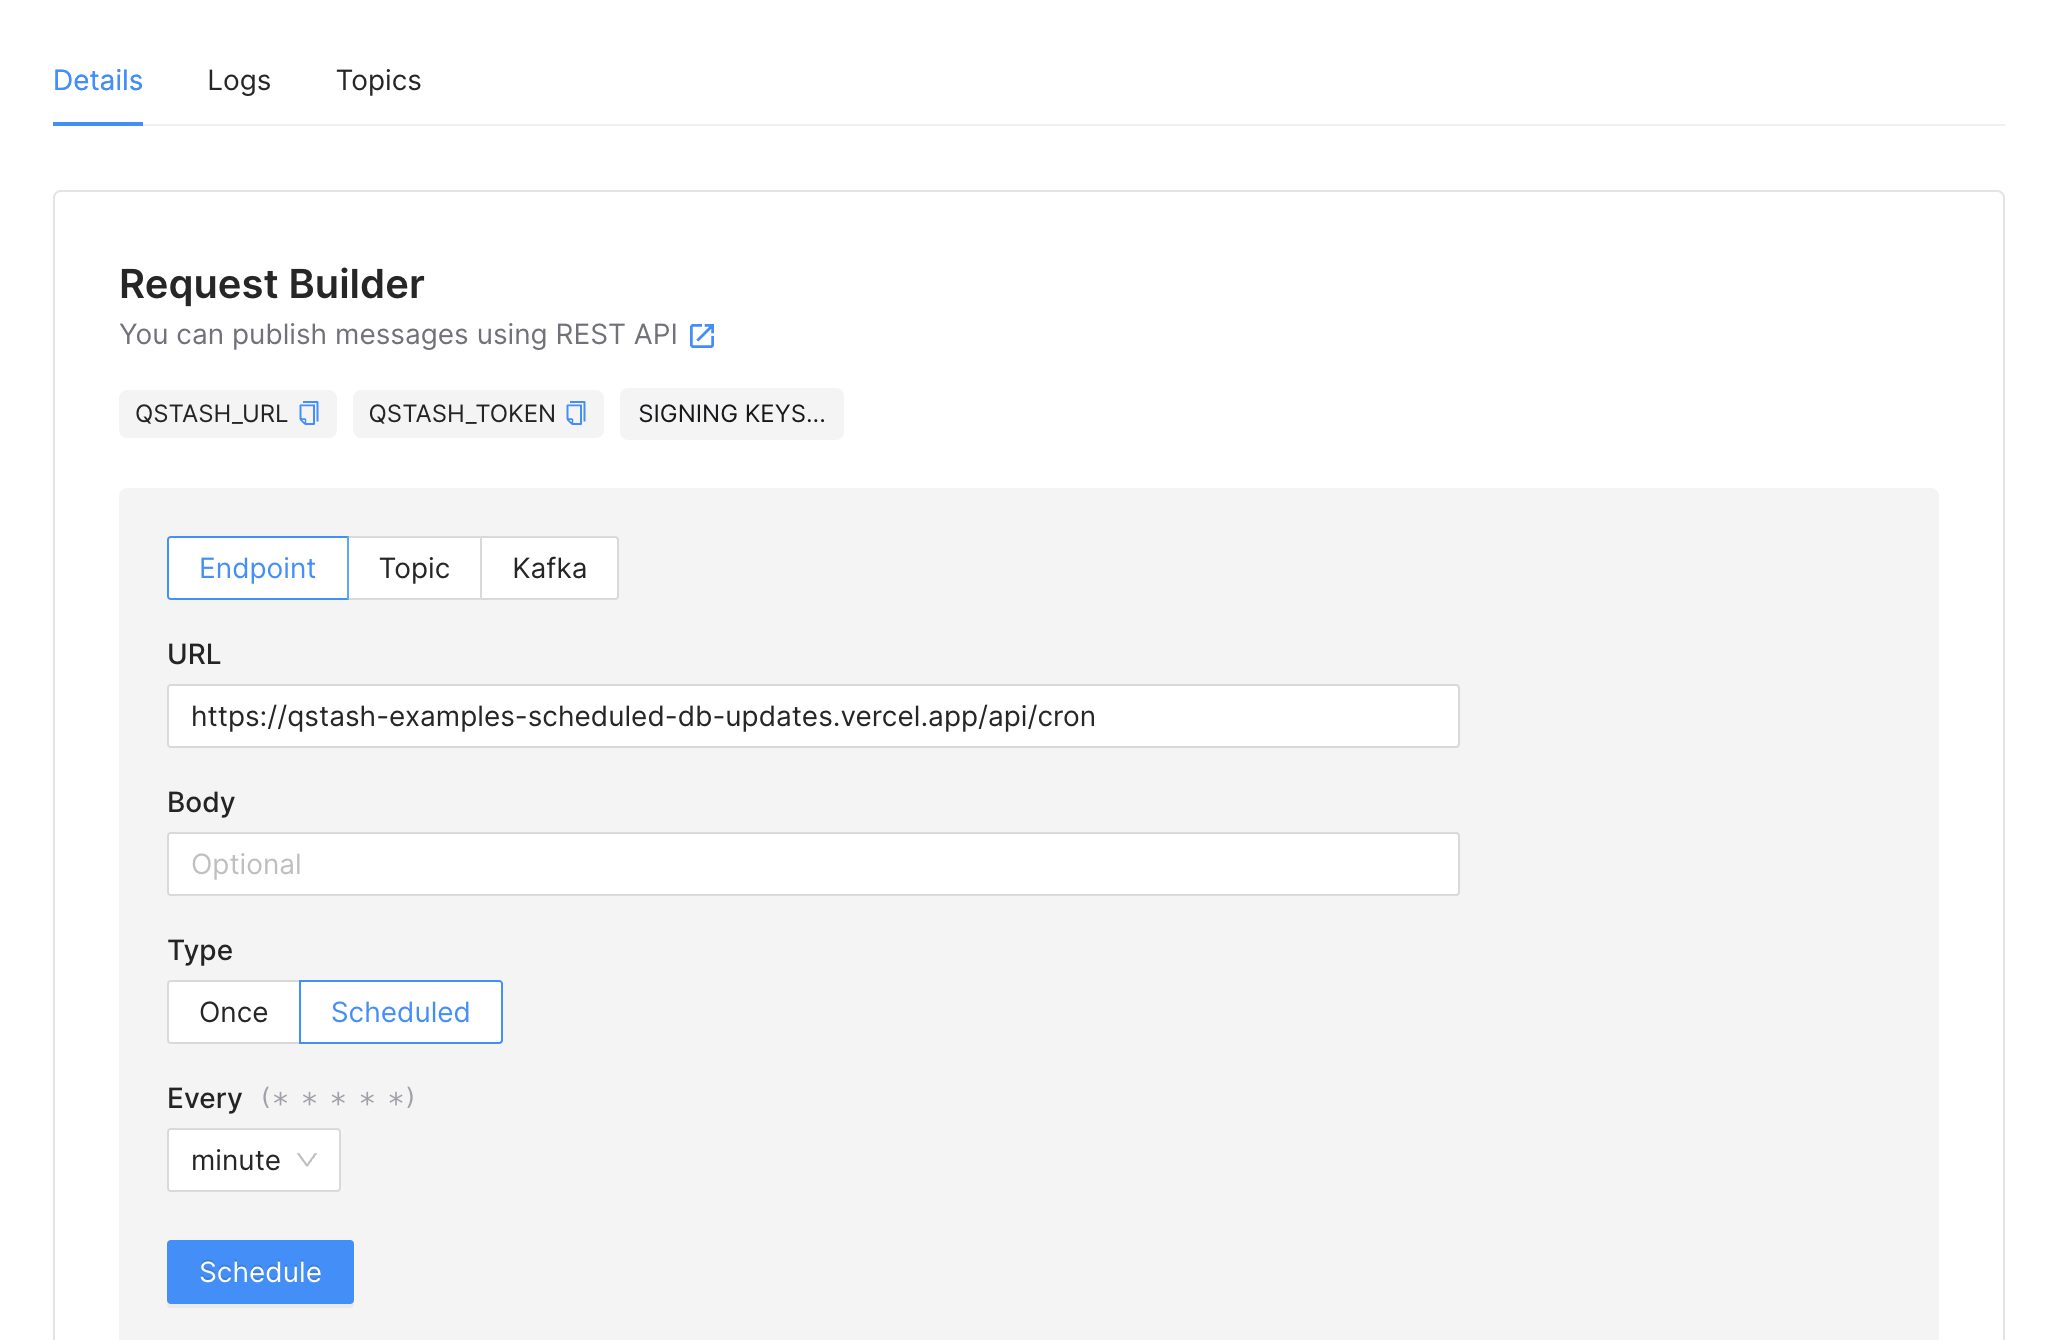 Details Logs Topics
Request Builder
You can publish messages using REST API
QSTASH_URL QSTASH_TOKEN SIGNING KEYS...
Endpoint Topic Kafka
URL
https://qstash-examples-scheduled-db-updates.vercel.app/api/cron
Body
Optional
Type
Once Scheduled
Every (* * * * *)
minute
Schedule